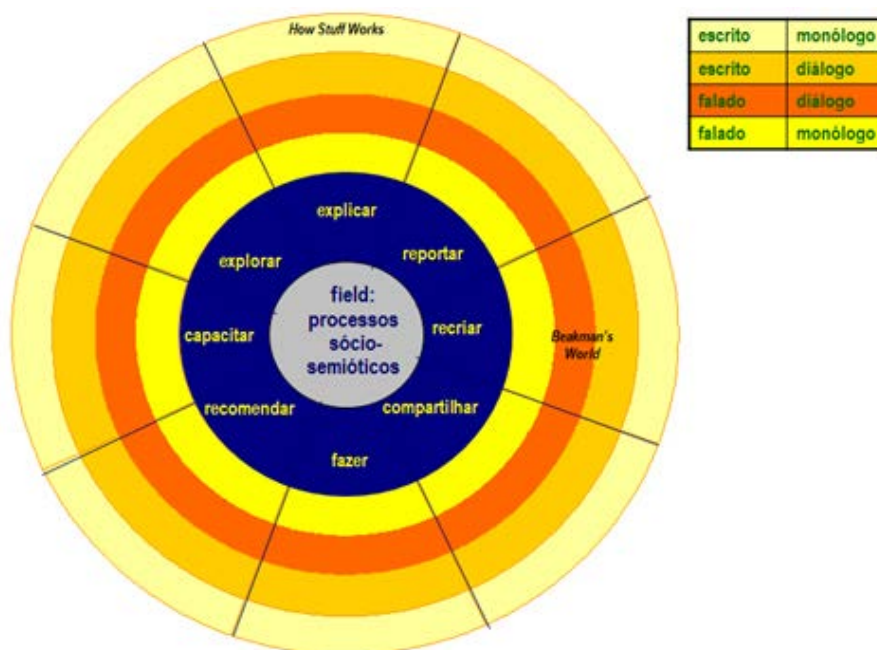 How Stuff Works
escrito monólogo
escrito diálogo
falado diálogo
falado monólogo
explicar
reportar
explorar
field:
processos
sócio-
semióticos
capacitar
recriar
Beakman's
World
recomendar
compartilhar
fazer